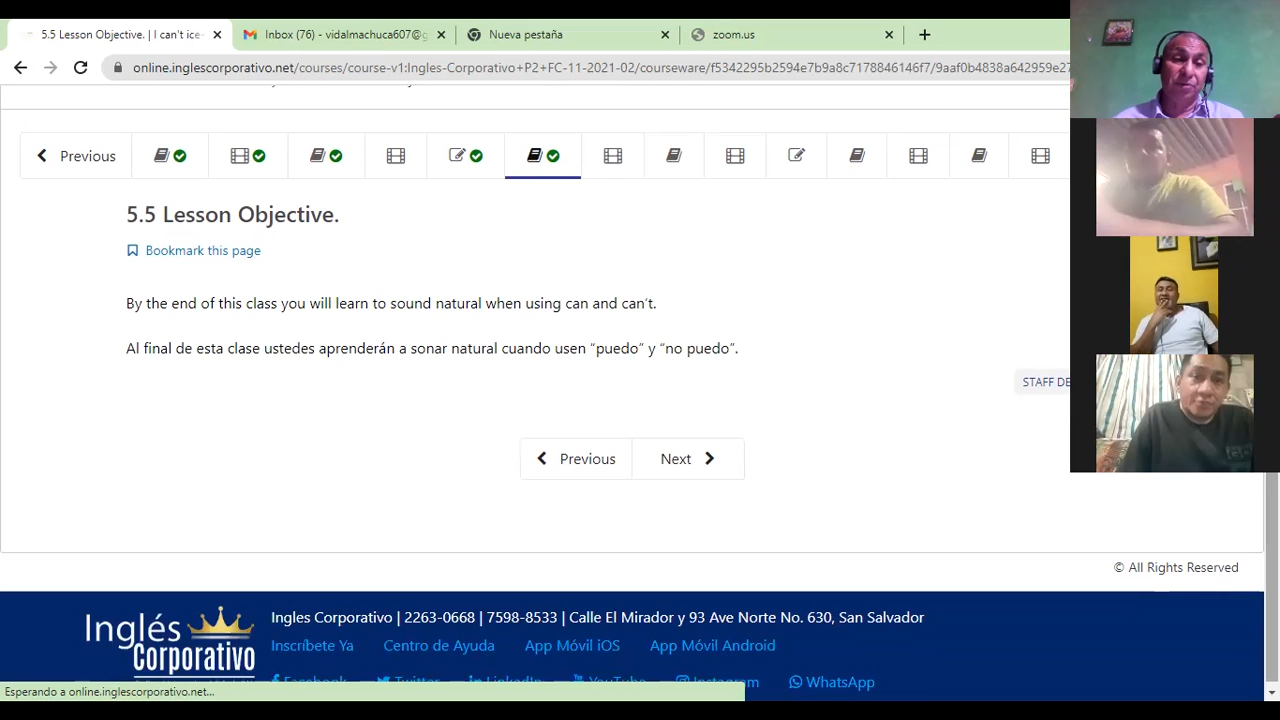 5.5 Lesson Objective. | I can't ice-
Inbox (76) - vidalmachuca607@g
Nueva pestaña
zoom.us
online.inglescorporativo.net/courses/course-v1:Ingles-Corporativo+P2+FC-11-2021-02/courseware/f5342295b2594e7b9a8c7178846146f7/9aaf0b4838a642959e27
Previous
5.5 Lesson Objective.
Bookmark this page
By the end of this class you will learn to sound natural when using can and can't.
Al final de esta clase ustedes aprenderán a sonar natural cuando usen “puedo” y “no puedo”.
STAFF DE
Previous Next
© All Rights Reserved
Inglés Corporativo
Ingles Corporativo | 2263-0668 | 7598-8533 | Calle El Mirador y 93 Ave Norte No. 630, San Salvador
Inscríbete Ya Centro de Ayuda App Móvil iOS App Móvil Android
Facebook Twitter LinkedIn YouTube Instagram WhatsApp
Esperando a online.inglescorporativo.net...